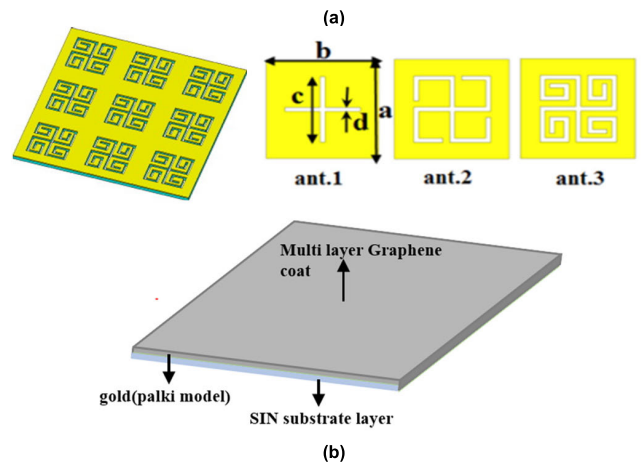 (a)
b
c
d
a
ant.1
ant.2
ant.3
Multi layer Graphene
coat
gold(palki model)
SIN substrate layer
(b)